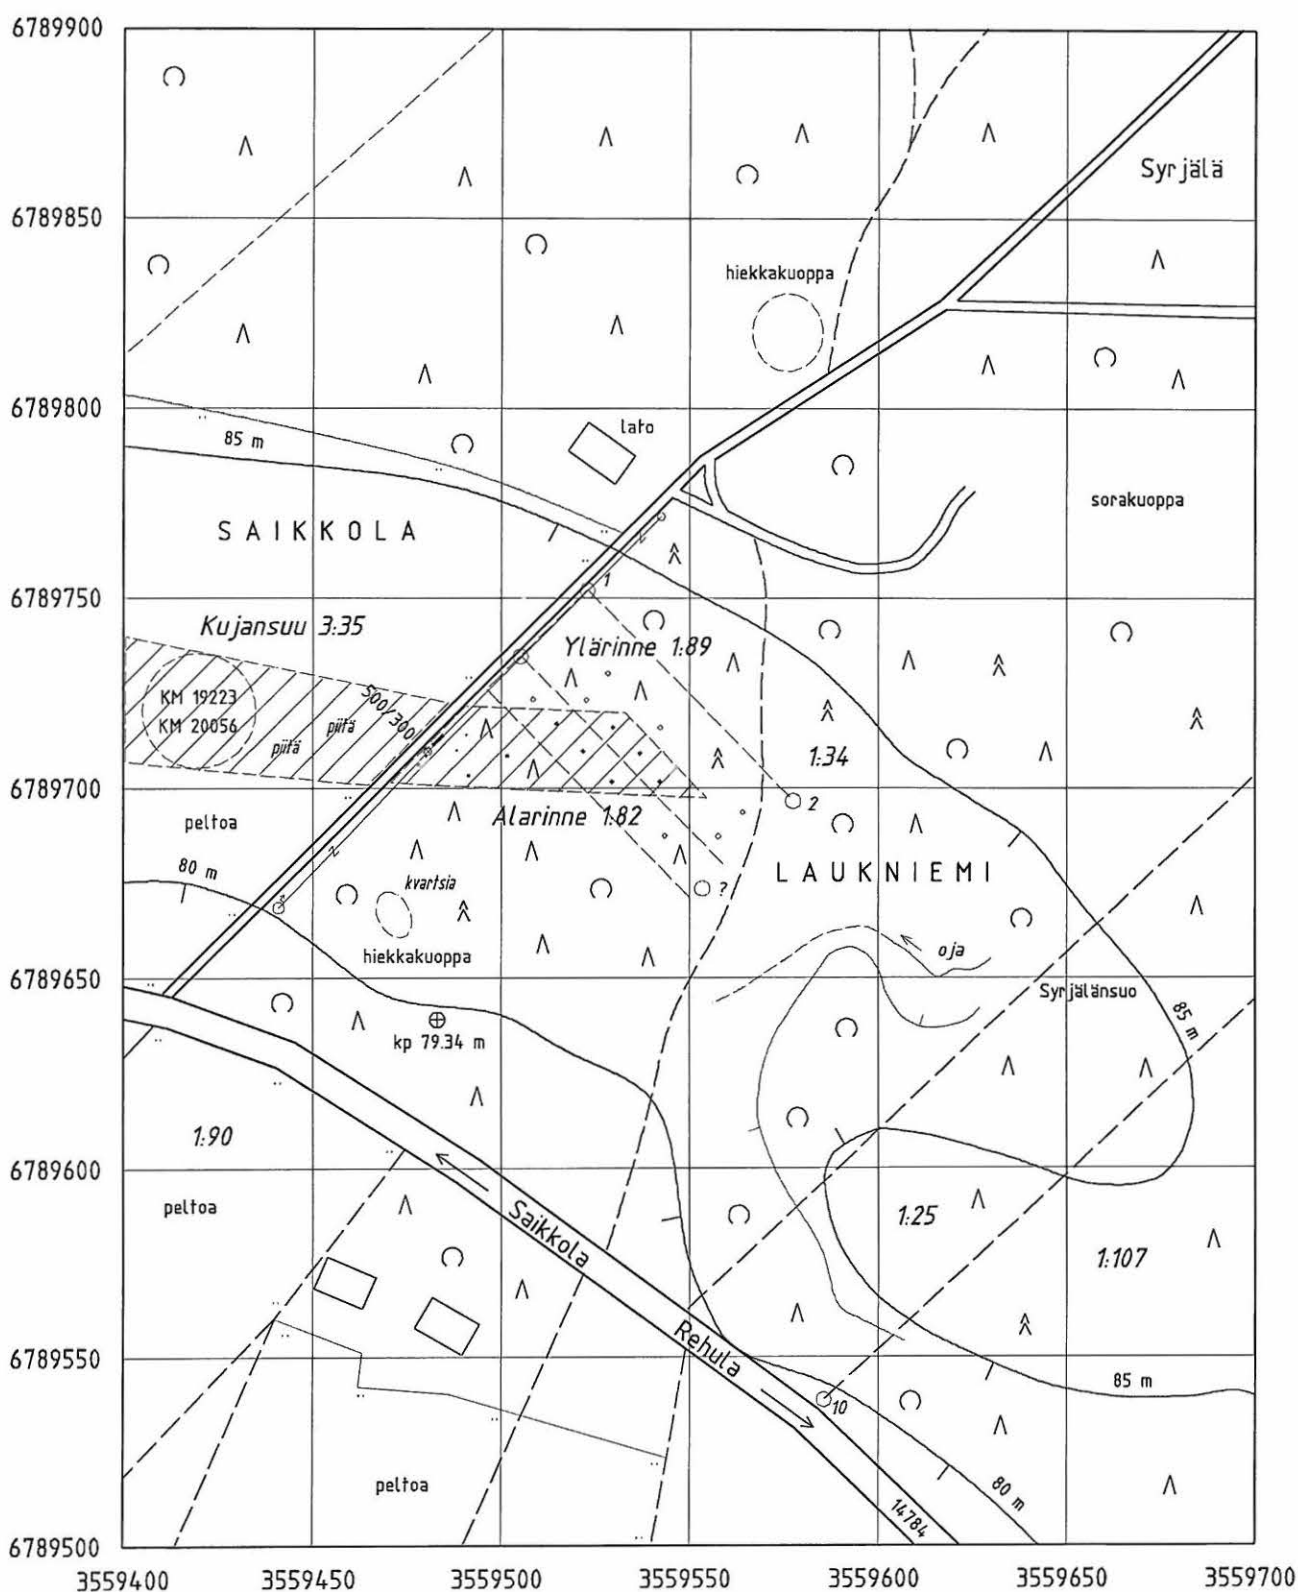 6789900
Syrjälä
6789850
hiekkakuoppa
6789800
lato
85 m
sorakuoppa
SAIKKOLA
6789750
1
Kujansuu 3:35
Ylärinne 1:89
KM 19223
KM 20056
piitä
piitä
500/300
1:34
6789700
2
Alarinne 1:82
peltoa
80 m
kvartsia
?
LAUKNIEMI
hiekkakuoppa
oja
6789650
Syrjälänsuo
85 m
kp 79.34 m
1:90
6789600
peltoa
Saikkola
1:25
1:107
Rehula
6789550
85 m
10
peltoa
80 m
14784
6789500
3559400 3559450 3559500 3559550 3559600 3559650 3559700